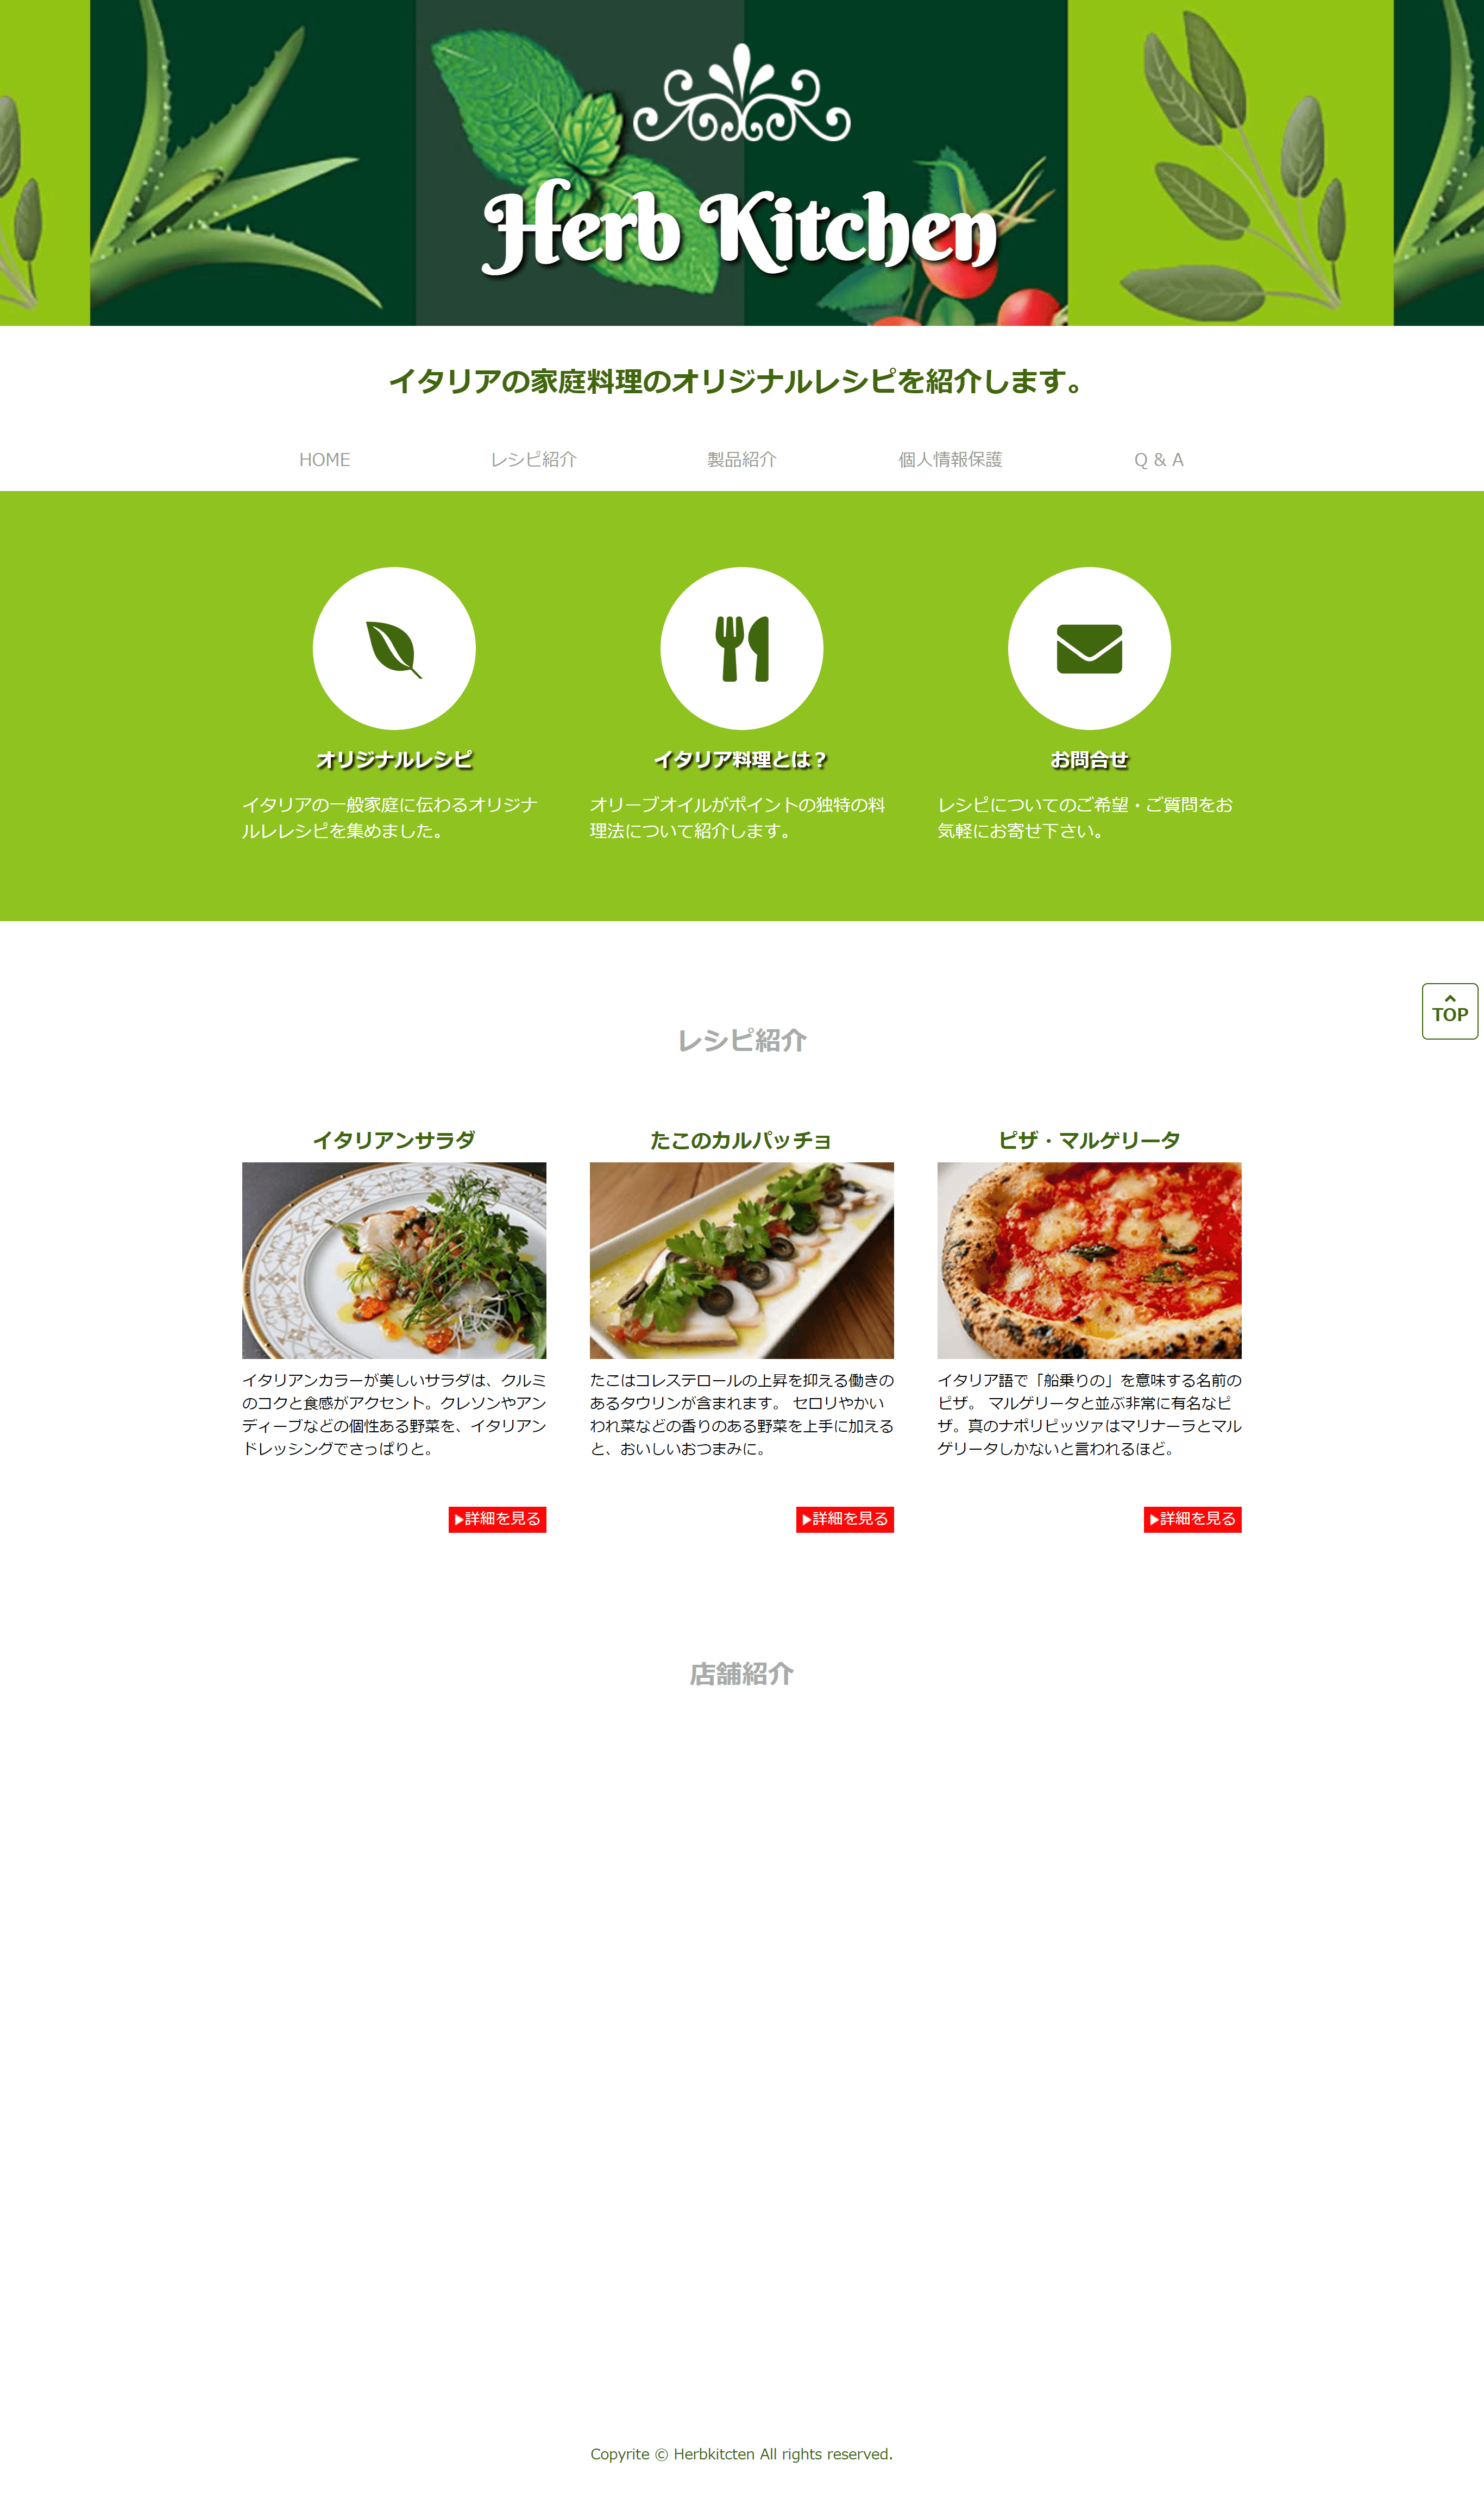 Herb Kitchen
イタリアの家庭料理のオリジナルレシピを紹介します。
HOME
レシピ紹介
製品紹介
個人情報保護
Q & A
オリジナルレシピ
イタリアの一般家庭に伝わるオリジナ
ルレレシピを集めました。
イタリア料理とは？
オリーブオイルがポイントの独特の料
理法について紹介します。
お問合せ
レシピについてのご希望・ご質問をお
気軽にお寄せ下さい。
TOP
レシピ紹介
イタリアンサラダ
イタリアンカラーが美しいサラダは、クルミ
のコクと食感がアクセント。クレソンやアン
ディーブなどの個性ある野菜を、イタリアン
ドレッシングでさっぱりと。
▶詳細を見る
たこのカルパッチョ
たこはコレステロールの上昇を抑える働きの
あるタウリンが含まれます。 セロリやかい
われ菜などの香りのある野菜を上手に加える
と、おいしいおつまみに。
▶詳細を見る
ピザ・マルゲリータ
イタリア語で「船乗りの」を意味する名前の
ピザ。 マルゲリータと並ぶ非常に有名なピ
ザ。真のナポリピッツァはマリナーラとマル
ゲリータしかないと言われるほど。
▶詳細を見る
店舗紹介
Copyrite © Herbkitcten All rights reserved.